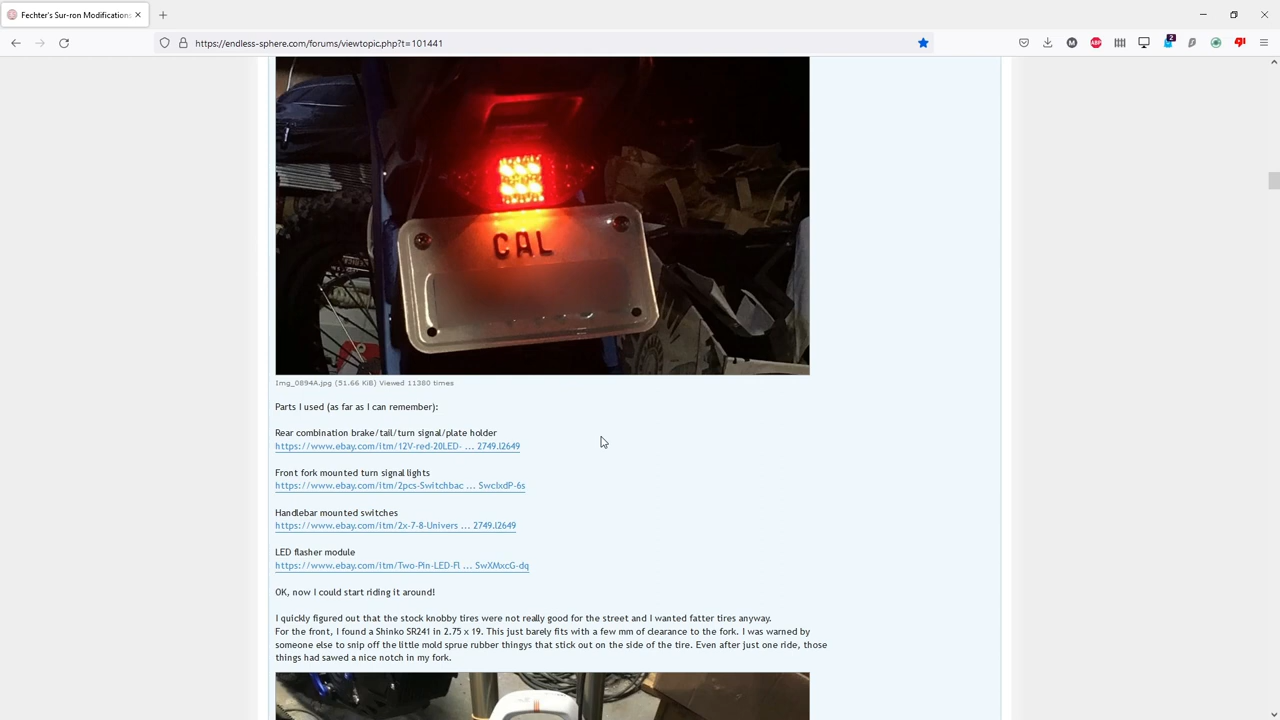 Fechter's Sur-ron Modifications
https://endless-sphere.com/forums/viewtopic.php?t=101441
2
CAL
Img_0894A.jpg (51.66 KiB) Viewed 11380 times
Parts I used (as far as I can remember):
Rear combination brake/tail/turn signal/plate holder
https://www.ebay.com/itm/12V-red-20LED- ... 2749.l2649
Front fork mounted turn signal lights
https://www.ebay.com/itm/2pcs-Switchbac ... SwclxdP-6s
Handlebar mounted switches
https://www.ebay.com/itm/2x-7-8-Univers ... 2749.l2649
LED flasher module
https://www.ebay.com/itm/Two-Pin-LED-Fl ... SwXMxcG-dq
OK, now I could start riding it around!
I quickly figured out that the stock knobby tires were not really good for the street and I wanted fatter tires anyway.
For the front, I found a Shinko SR241 in 2.75 x 19. This just barely fits with a few mm of clearance to the fork. I was warned by
someone else to snip off the little mold sprue rubber thingys that stick out on the side of the tire. Even after just one ride, those
things had sawed a nice notch in my fork.